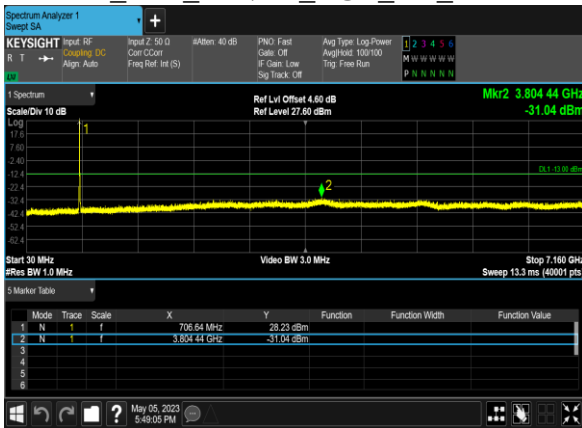 Spectrum Analyzer 1
Swept SA
KEYSIGHT
R T
LV
Input: RF
Coupling: DC
Align: Auto
Input Z: 50 Ω
Corr CCorr
Freq Ref: Int (S)
#Atten: 40 dB
PNO: Fast
Gate: Off
IF Gain: Low
Sig Track: Off
Avg Type: Log-Power
Avg|Hold: 100/100
Trig: Free Run
1 2 3 4 5 6
M W W W W W
P N N N N N
1 Spectrum
Scale/Div 10 dB
Ref Lvl Offset 4.60 dB
Ref Level 27.60 dBm
Mkr2 3.804 44 GHz
-31.04 dBm
Log
17.6
7.60
-2.40
-12.4
-22.4
-32.4
-42.4
-52.4
-62.4
1
2
DL1 -13.00 dBm
Start 30 MHz
#Res BW 1.0 MHz
Video BW 3.0 MHz
Stop 7.160 GHz
Sweep 13.3 ms (40001 pts)
5 Marker Table
Mode Trace Scale X Y Function Function Width Function Value
1 N 1 f 706.64 MHz 28.23 dBm
2 N 1 f 3.804 44 GHz -31.04 dBm
3
4
5
6
?
May 05, 2023
5:49:05 PM